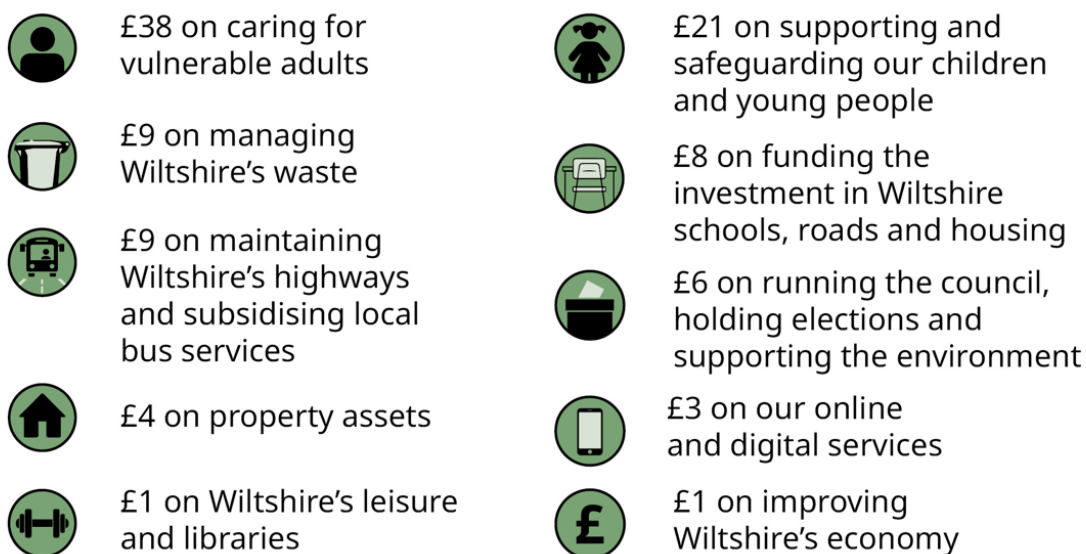 £38 on caring for
vulnerable adults
£9 on managing
Wiltshire’s waste
£9 on maintaining
Wiltshire’s highways
and subsidising local
bus services
£4 on property assets
£1 on Wiltshire’s leisure
and libraries
£21 on supporting and
safeguarding our children
and young people
£8 on funding the
investment in Wiltshire
schools, roads and housing
£6 on running the council,
holding elections and
supporting the environment
£3 on our online
and digital services
£
£1 on improving
Wiltshire’s economy